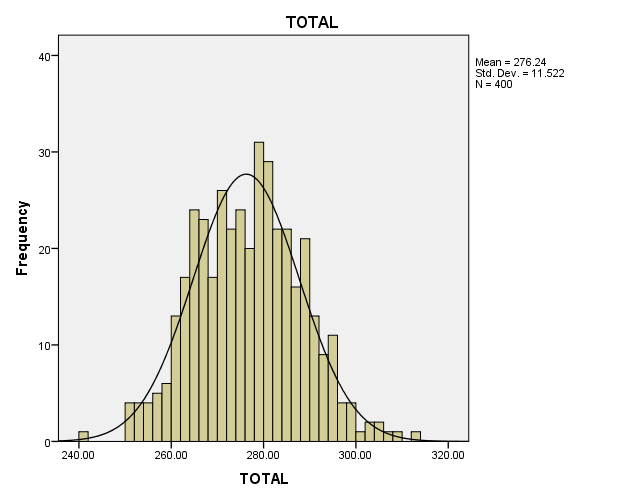 TOTAL
Mean = 276.24
Std. Dev. = 11.522
N = 400
40
30
20
10
0
Frequency
240.00 260.00 280.00 300.00 320.00
TOTAL